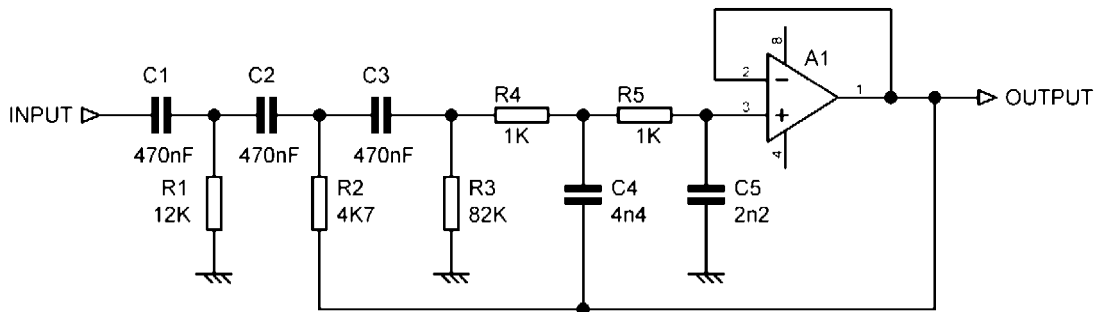 INPUT
C1
470nF
R1
12K
C2
470nF
R2
4K7
C3
470nF
R3
82K
R4
1K
C4
4n4
R5
1K
C5
2n2
A1
8
2
3
4
1
OUTPUT